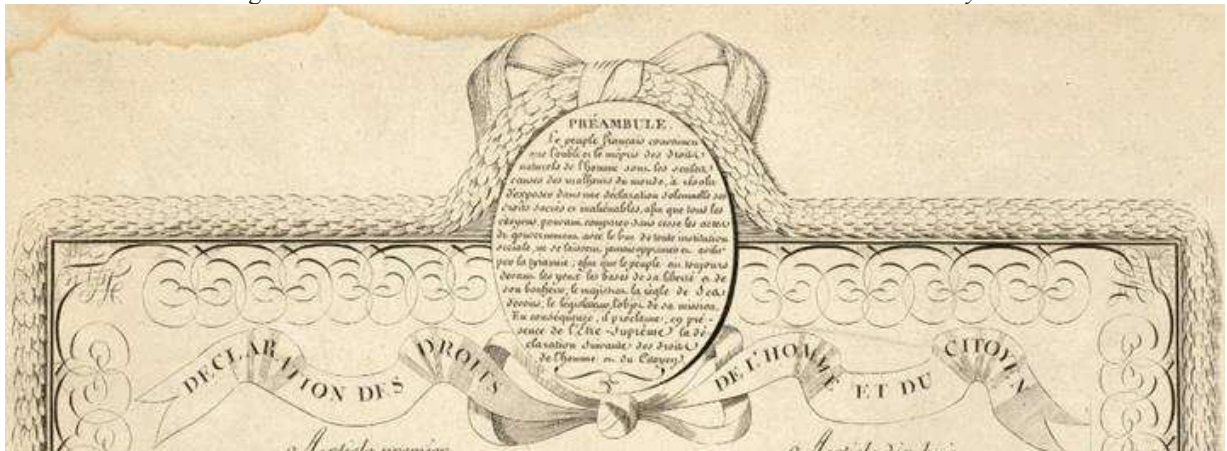 PRÉAMBULE.
Le peuple français convaincu
que l'oubli et le mépris des droits
naturels de l'homme sont les seules
causes des malheurs du monde, a résolu
d'exposer dans une déclaration solennelle ses
droits sacrés et inaliénables, afin que tous les
citoyens, pouvant comparer sans cesse les actes
du gouvernement avec le but de toute institution
sociale, ne se laissent jamais opprimer et avilir
par la tyrannie; afin que le peuple ait toujours
devant les yeux les bases de sa liberté et de
son bonheur, le magistrat la règle de ses
devoirs, le législateur l'objet de sa mission.
En conséquence, il proclame, en pré-
sence de l'Être-Suprême la dé-
claration suivante des droits
de l'homme et du Citoyen.
DECLARATION DES DROITS DE L'HOMME ET DU CITOYEN
Article premier